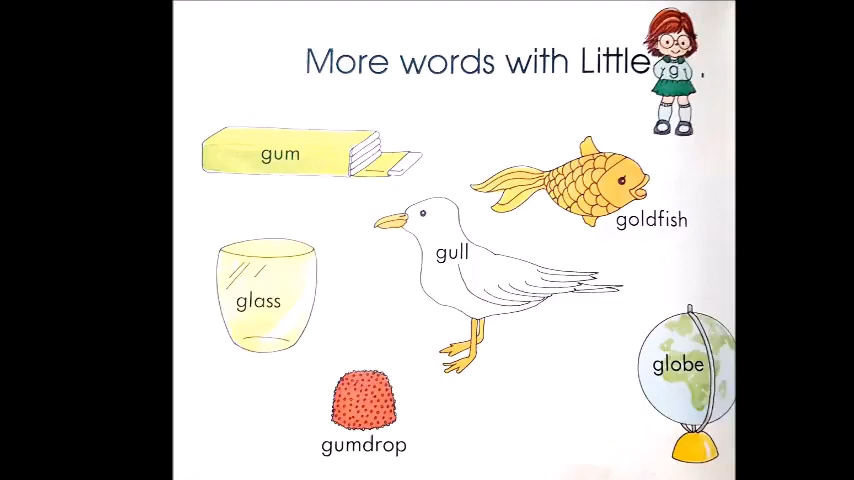 More words with Little g.
gum
goldfish
gull
glass
globe
gumdrop